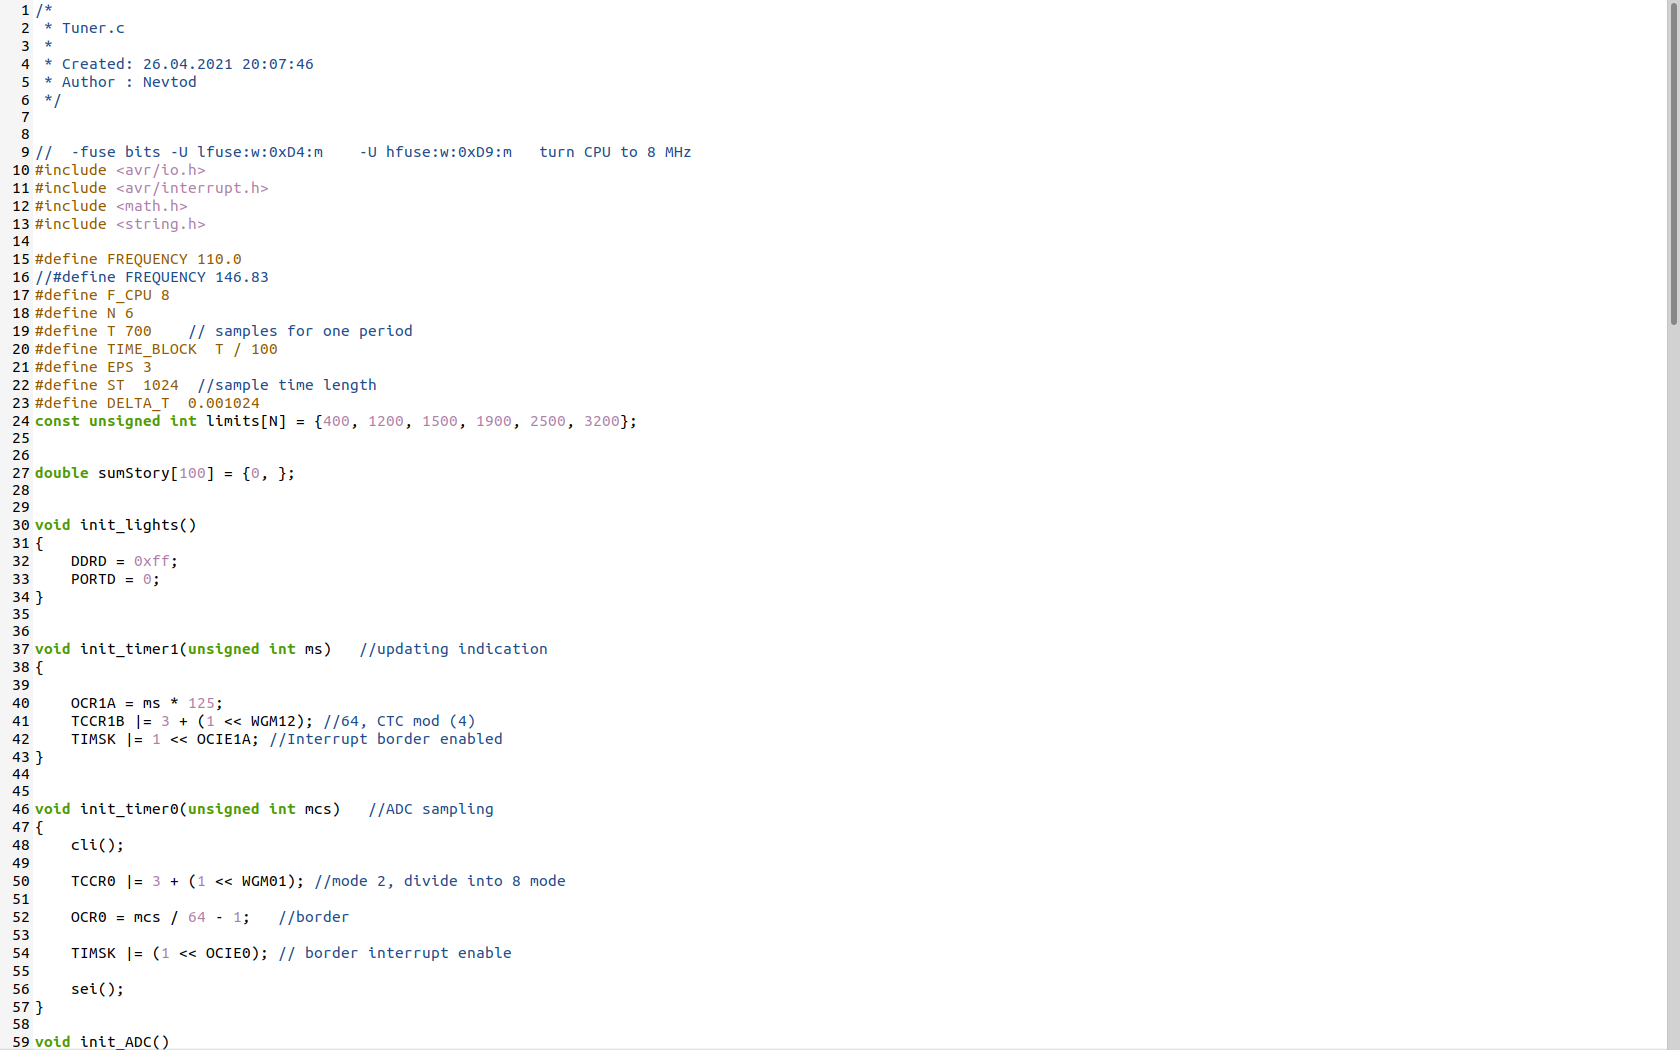 1 /*
2  * Tuner.c
3  *
4  * Created: 26.04.2021 20:07:46
5  * Author : Nevtod
6  */
7
8
9 //  -fuse bits -U lfuse:w:0xD4:m    -U hfuse:w:0xD9:m   turn CPU to 8 MHz
10 #include <avr/io.h>
11 #include <avr/interrupt.h>
12 #include <math.h>
13 #include <string.h>
14
15 #define FREQUENCY 110.0
16 //#define FREQUENCY 146.83
17 #define F_CPU 8
18 #define N 6
19 #define T 700    // samples for one period
20 #define TIME_BLOCK  T / 100
21 #define EPS 3
22 #define ST  1024  //sample time length
23 #define DELTA_T  0.001024
24 const unsigned int limits[N] = {400, 1200, 1500, 1900, 2500, 3200};
25
26
27 double sumStory[100] = {0, };
28
29
30 void init_lights()
31 {
32     DDRD = 0xff;
33     PORTD = 0;
34 }
35
36
37 void init_timer1(unsigned int ms)   //updating indication
38 {
39
40     OCR1A = ms * 125;
41     TCCR1B |= 3 + (1 << WGM12); //64, CTC mod (4)
42     TIMSK |= 1 << OCIE1A; //Interrupt border enabled
43 }
44
45
46 void init_timer0(unsigned int mcs)   //ADC sampling
47 {
48     cli();
49
50     TCCR0 |= 3 + (1 << WGM01); //mode 2, divide into 8 mode
51
52     OCR0 = mcs / 64 - 1;   //border
53
54     TIMSK |= (1 << OCIE0); // border interrupt enable
55
56     sei();
57 }
58
59 void init_ADC()